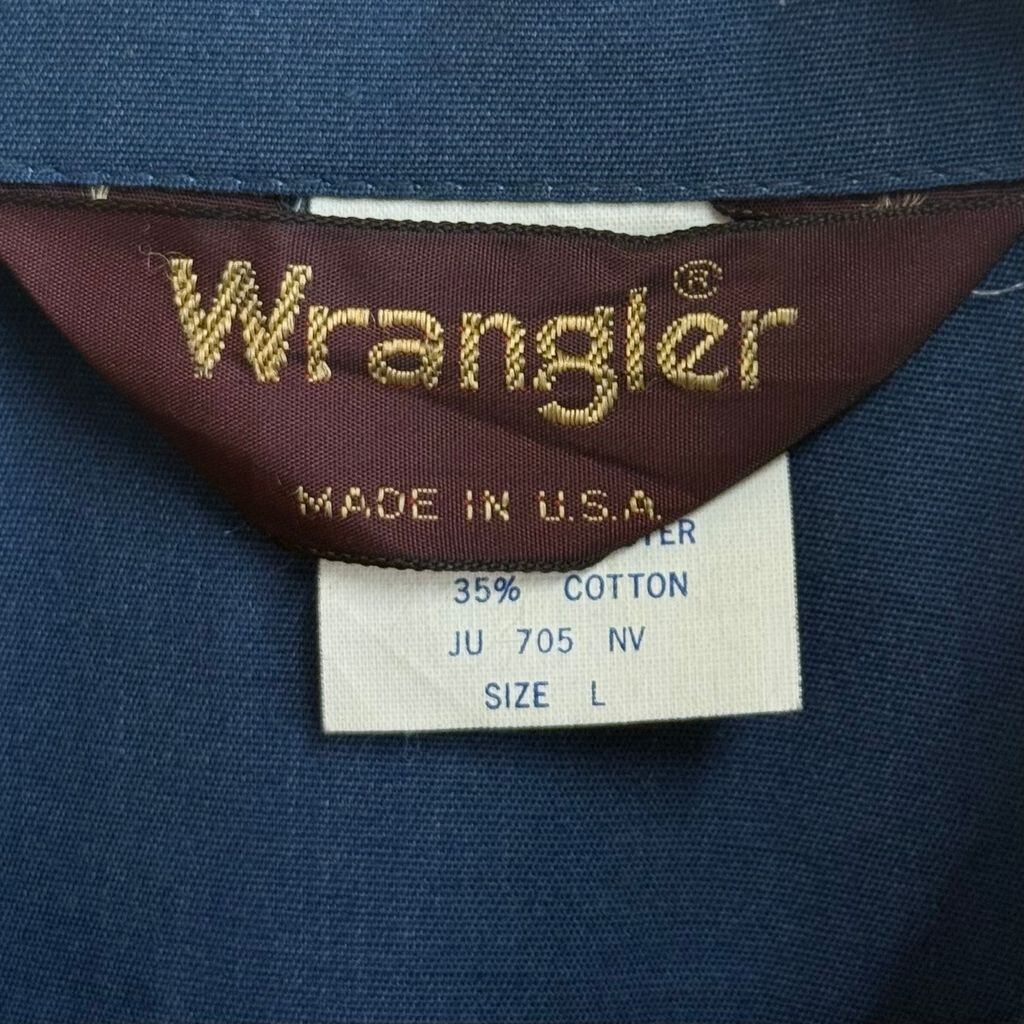 Wrangler®
MADE IN U.S.A.
35% COTTON
JU 705 NV
SIZE L